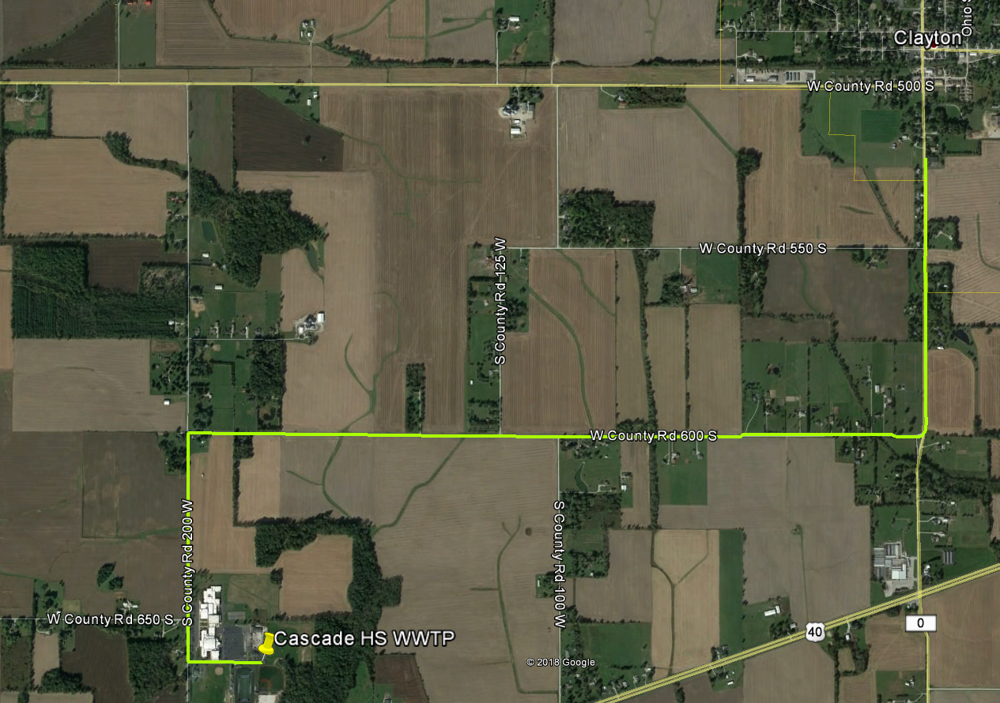 Ohio S
Clayton
W County Rd 500 S
W County Rd 550 S
S County Rd 125 W
W County Rd 600 S
S County Rd 200 W
S County Rd 100 W
W County Rd 650 S
0
40
Cascade HS WWTP
© 2018 Google